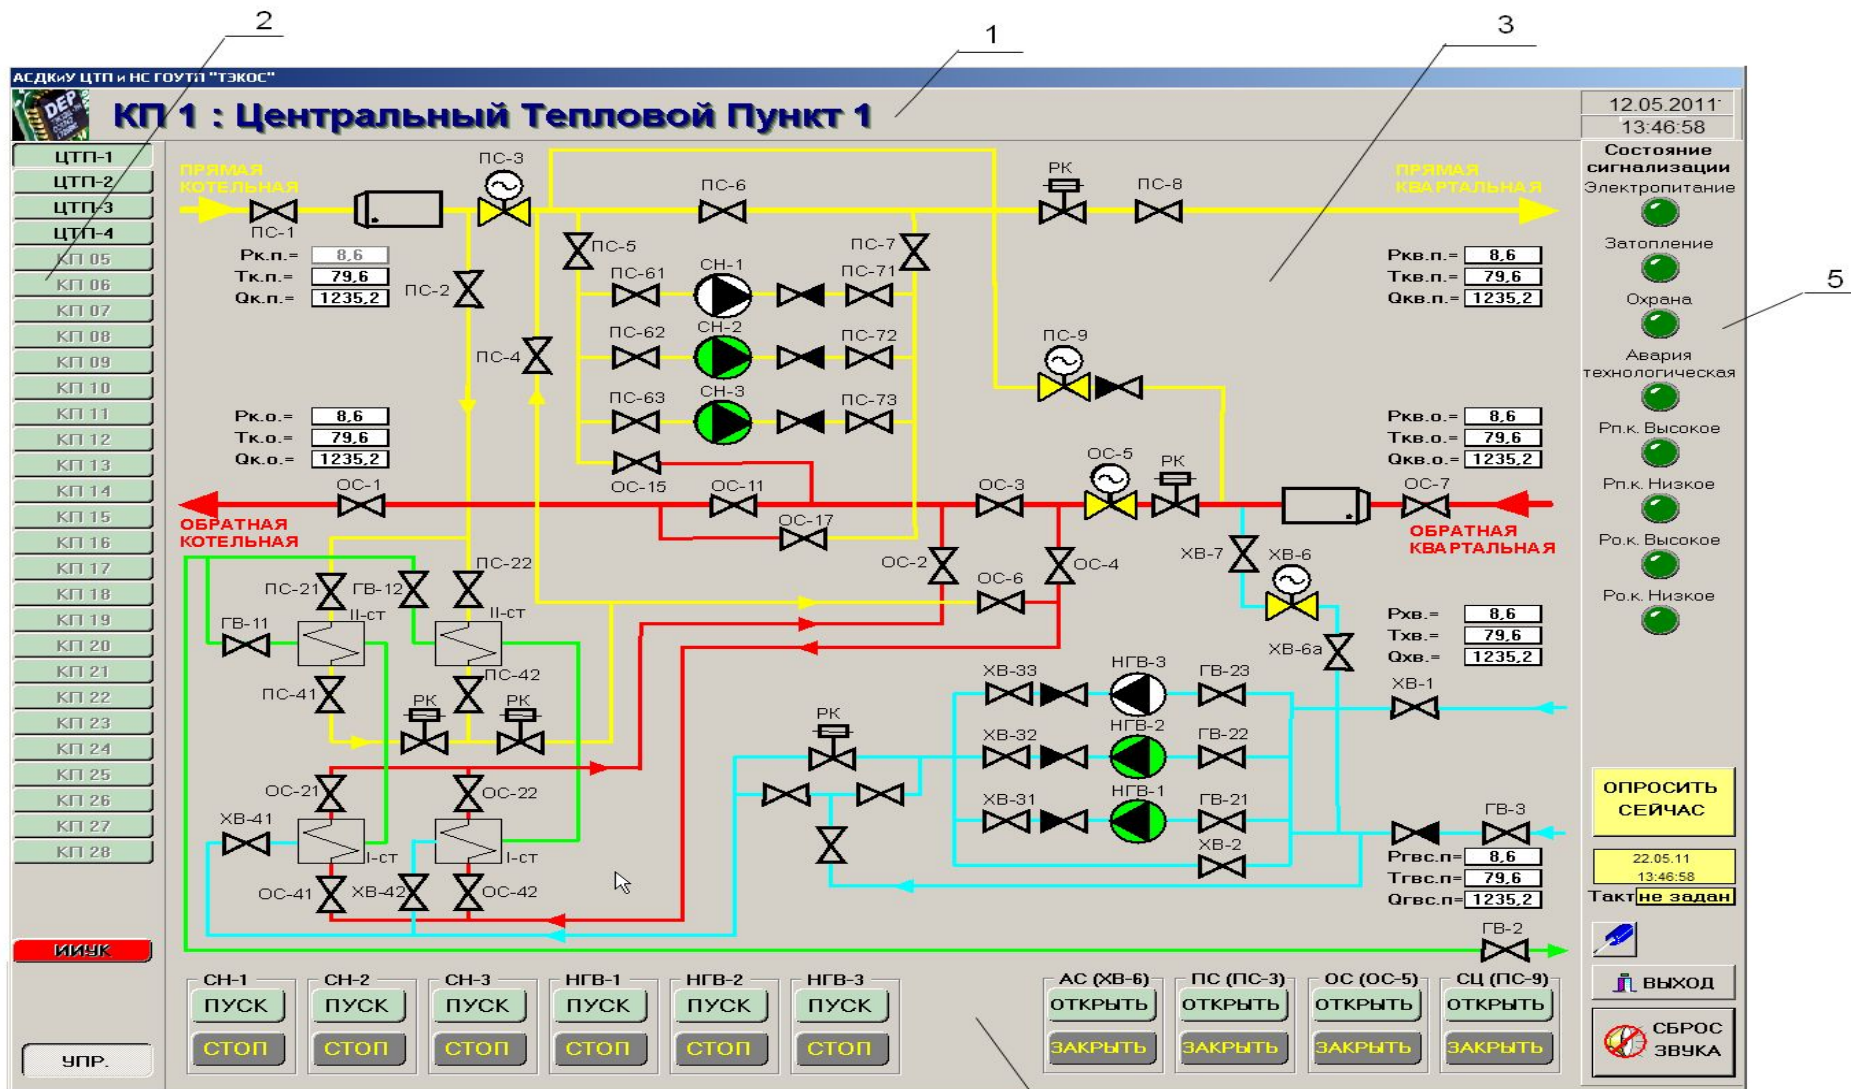 2
1
3
АСДКиУ ЦТП и НС ГОУТП "ТЭКОС"
КП 1 : Центральный Тепловой Пункт 1
12.05.2011
13:46:58
ЦТП-1
ЦТП-2
ЦТП-3
ЦТП-4
КП 05
КП 06
КП 07
КП 08
КП 09
КП 10
КП 11
КП 12
КП 13
КП 14
КП 15
КП 16
КП 17
КП 18
КП 19
КП 20
КП 21
КП 22
КП 23
КП 24
КП 25
КП 26
КП 27
КП 28
ИИУК
УПР.
ПРЯМАЯ
КОТЕЛЬНАЯ
ПС-1
ПС-3
ПС-6
РК
ПС-8
ПРЯМАЯ
КВАРТАЛЬНАЯ
Рк.п.= 8,6
Тк.п.= 79,6
Qк.п.= 1235,2
ПС-2
ПС-4
ПС-5
ПС-7
ПС-61
СН-1
ПС-71
ПС-62
СН-2
ПС-72
ПС-63
СН-3
ПС-73
ПС-9
Ркв.п.= 8,6
Ткв.п.= 79,6
Qкв.п.= 1235,2
Рк.о.= 8,6
Тк.о.= 79,6
Qк.о.= 1235,2
Ркв.о.= 8,6
Ткв.о.= 79,6
Qкв.о.= 1235,2
ОС-1
ОС-15
ОС-11
ОС-17
ОС-3
ОС-5
РК
ОС-7
ОБРАТНАЯ
КОТЕЛЬНАЯ
ОБРАТНАЯ
КВАРТАЛЬНАЯ
ОС-2
ОС-4
ОС-6
ХВ-7
ХВ-6
ХВ-6а
ПС-21
ГВ-12
ПС-22
II-ст
II-ст
ГВ-11
ПС-41
РК
ПС-42
РК
Рхв.= 8,6
Тхв.= 79,6
Qхв.= 1235,2
ХВ-1
ХВ-33
НГВ-3
ГВ-23
РК
ХВ-32
НГВ-2
ГВ-22
ХВ-31
НГВ-1
ГВ-21
ХВ-2
ГВ-3
ОС-21
ОС-22
ХВ-41
I-ст
I-ст
ОС-41
ХВ-42
ОС-42
Ргвс.п= 8,6
Тгвс.п= 79,6
Qгвс.п= 1235,2
ГВ-2
СН-1
ПУСК
СТОП
СН-2
ПУСК
СТОП
СН-3
ПУСК
СТОП
НГВ-1
ПУСК
СТОП
НГВ-2
ПУСК
СТОП
НГВ-3
ПУСК
СТОП
АС (ХВ-6)
ОТКРЫТЬ
ЗАКРЫТЬ
ПС (ПС-3)
ОТКРЫТЬ
ЗАКРЫТЬ
ОС (ОС-5)
ОТКРЫТЬ
ЗАКРЫТЬ
СЦ (ПС-9)
ОТКРЫТЬ
ЗАКРЫТЬ
Состояние
сигнализации
Электропитание
Затопление
Охрана
5
Авария
технологическая
Рп.к. Высокое
Рп.к. Низкое
Ро.к. Высокое
Ро.к. Низкое
ОПРОСИТЬ
СЕЙЧАС
22.05.11
13:46:58
Такт не задан
ВЫХОД
СБРОС
ЗВУКА